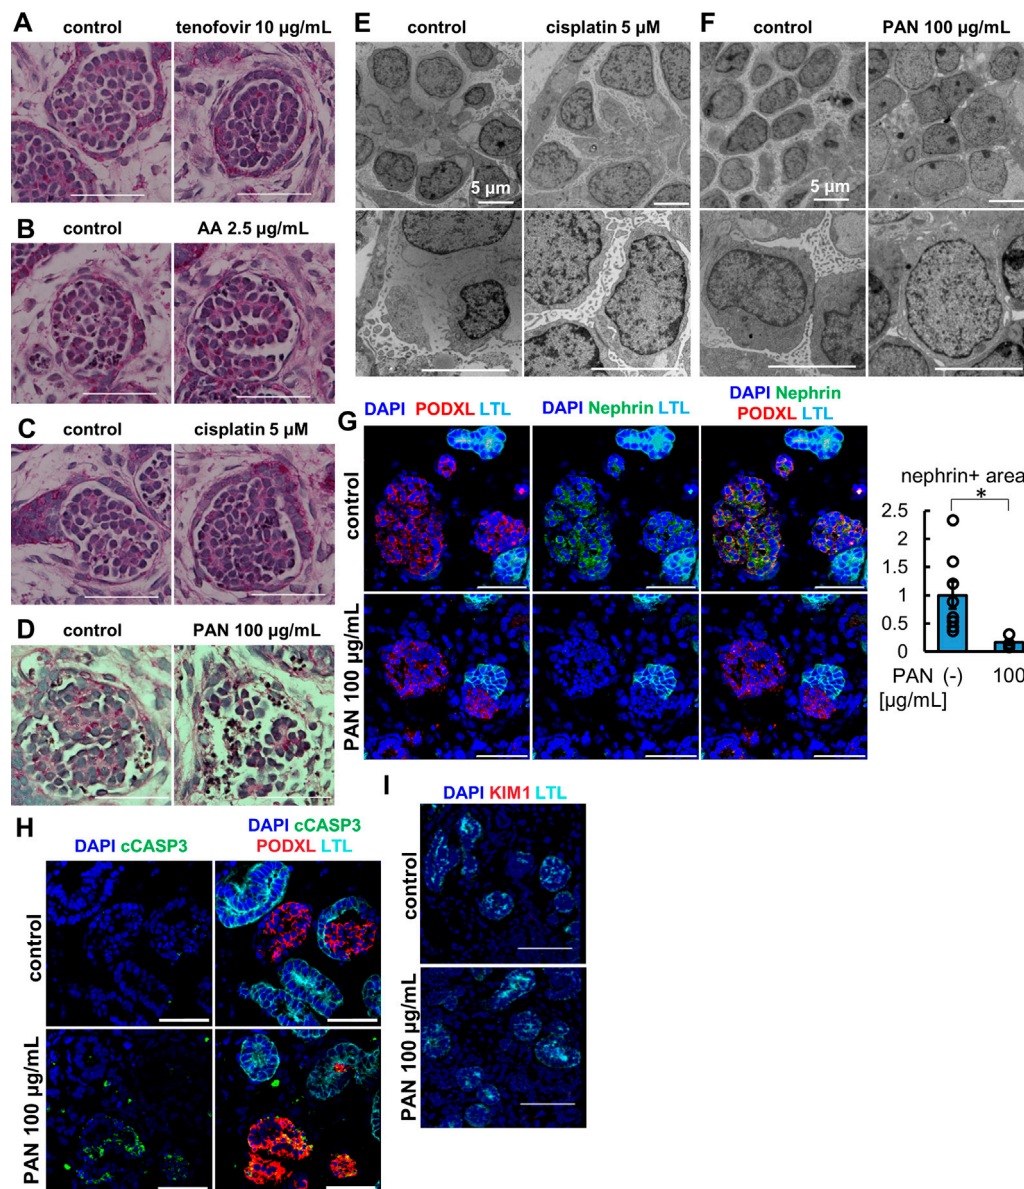 A
control
tenofovir 10 µg/mL
B
control
AA 2.5 µg/mL
C
control
cisplatin 5 µM
D
control
PAN 100 µg/mL
E
control
cisplatin 5 µM
5 µm
F
control
PAN 100 µg/mL
5 µm
G
DAPI PODXL LTL
DAPI Nephrin LTL
DAPI Nephrin
PODXL LTL
control
PAN 100 µg/mL
nephrin+ area
*
2.5
2
1.5
1
0.5
0
PAN (-) 100
[µg/mL]
H
DAPI cCASP3
DAPI cCASP3
PODXL LTL
control
PAN 100 µg/mL
I
DAPI KIM1 LTL
control
PAN 100 µg/mL